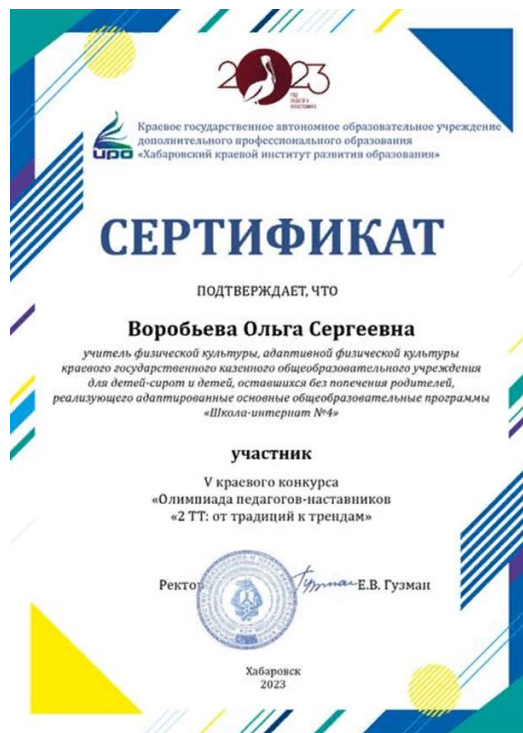 2023
ГОД
ПЕДАГОГА
И НАСТАВНИКА
ИРО
Краевое государственное автономное образовательное учреждение
дополнительного профессионального образования
«Хабаровский краевой институт развития образования»
СЕРТИФИКАТ
ПОДТВЕРЖДАЕТ, ЧТО
Воробьева Ольга Сергеевна
учитель физической культуры, адаптивной физической культуры
краевого государственного казенного общеобразовательного учреждения
для детей-сирот и детей, оставшихся без попечения родителей,
реализующего адаптированные основные общеобразовательные программы
«Школа-интернат №4»
участник
V краевого конкурса
«Олимпиада педагогов-наставников
«2 ТТ: от традиций к трендам»
Ректор Е.В. Гузман
Хабаровск
2023